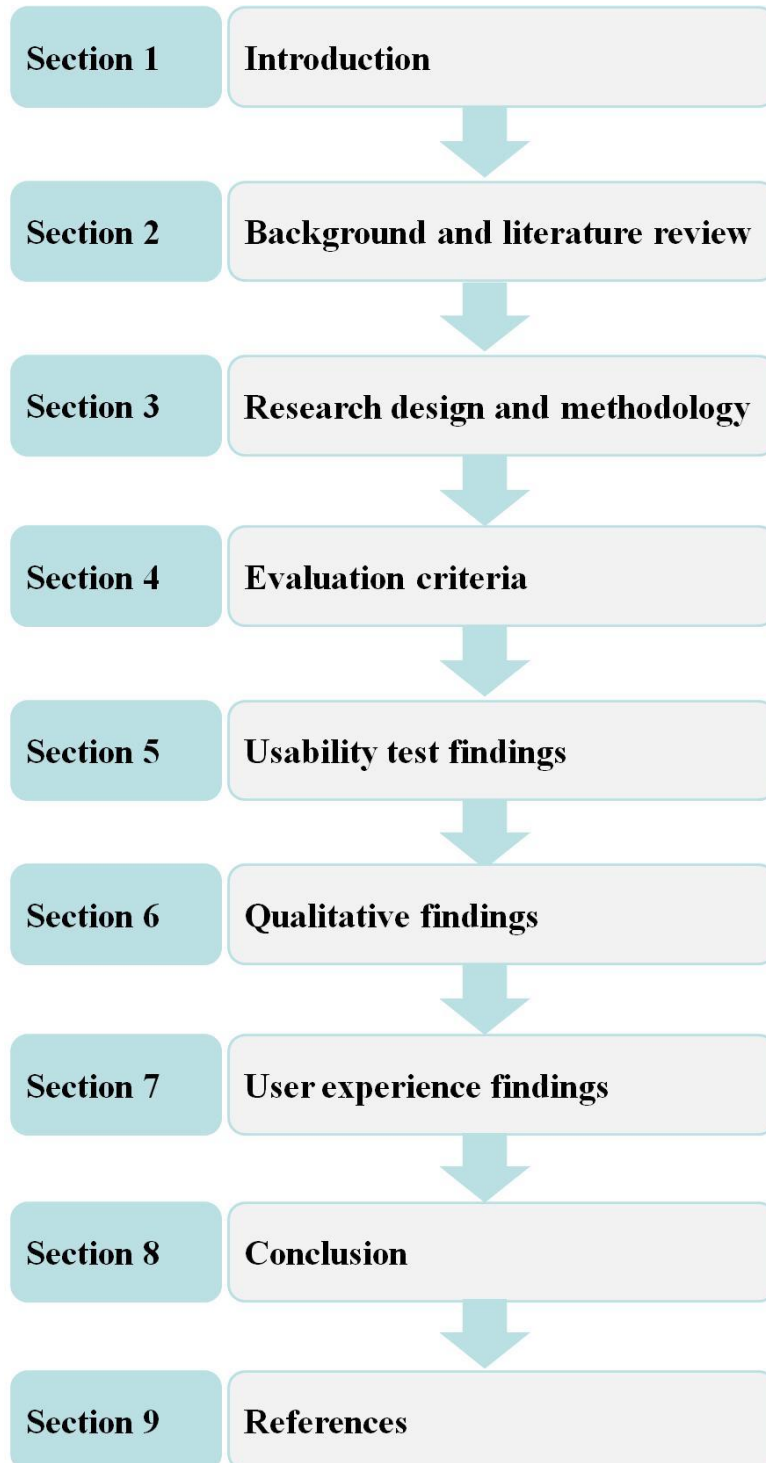 Section 1 Introduction
Section 2 Background and literature review
Section 3 Research design and methodology
Section 4 Evaluation criteria
Section 5 Usability test findings
Section 6 Qualitative findings
Section 7 User experience findings
Section 8 Conclusion
Section 9 References